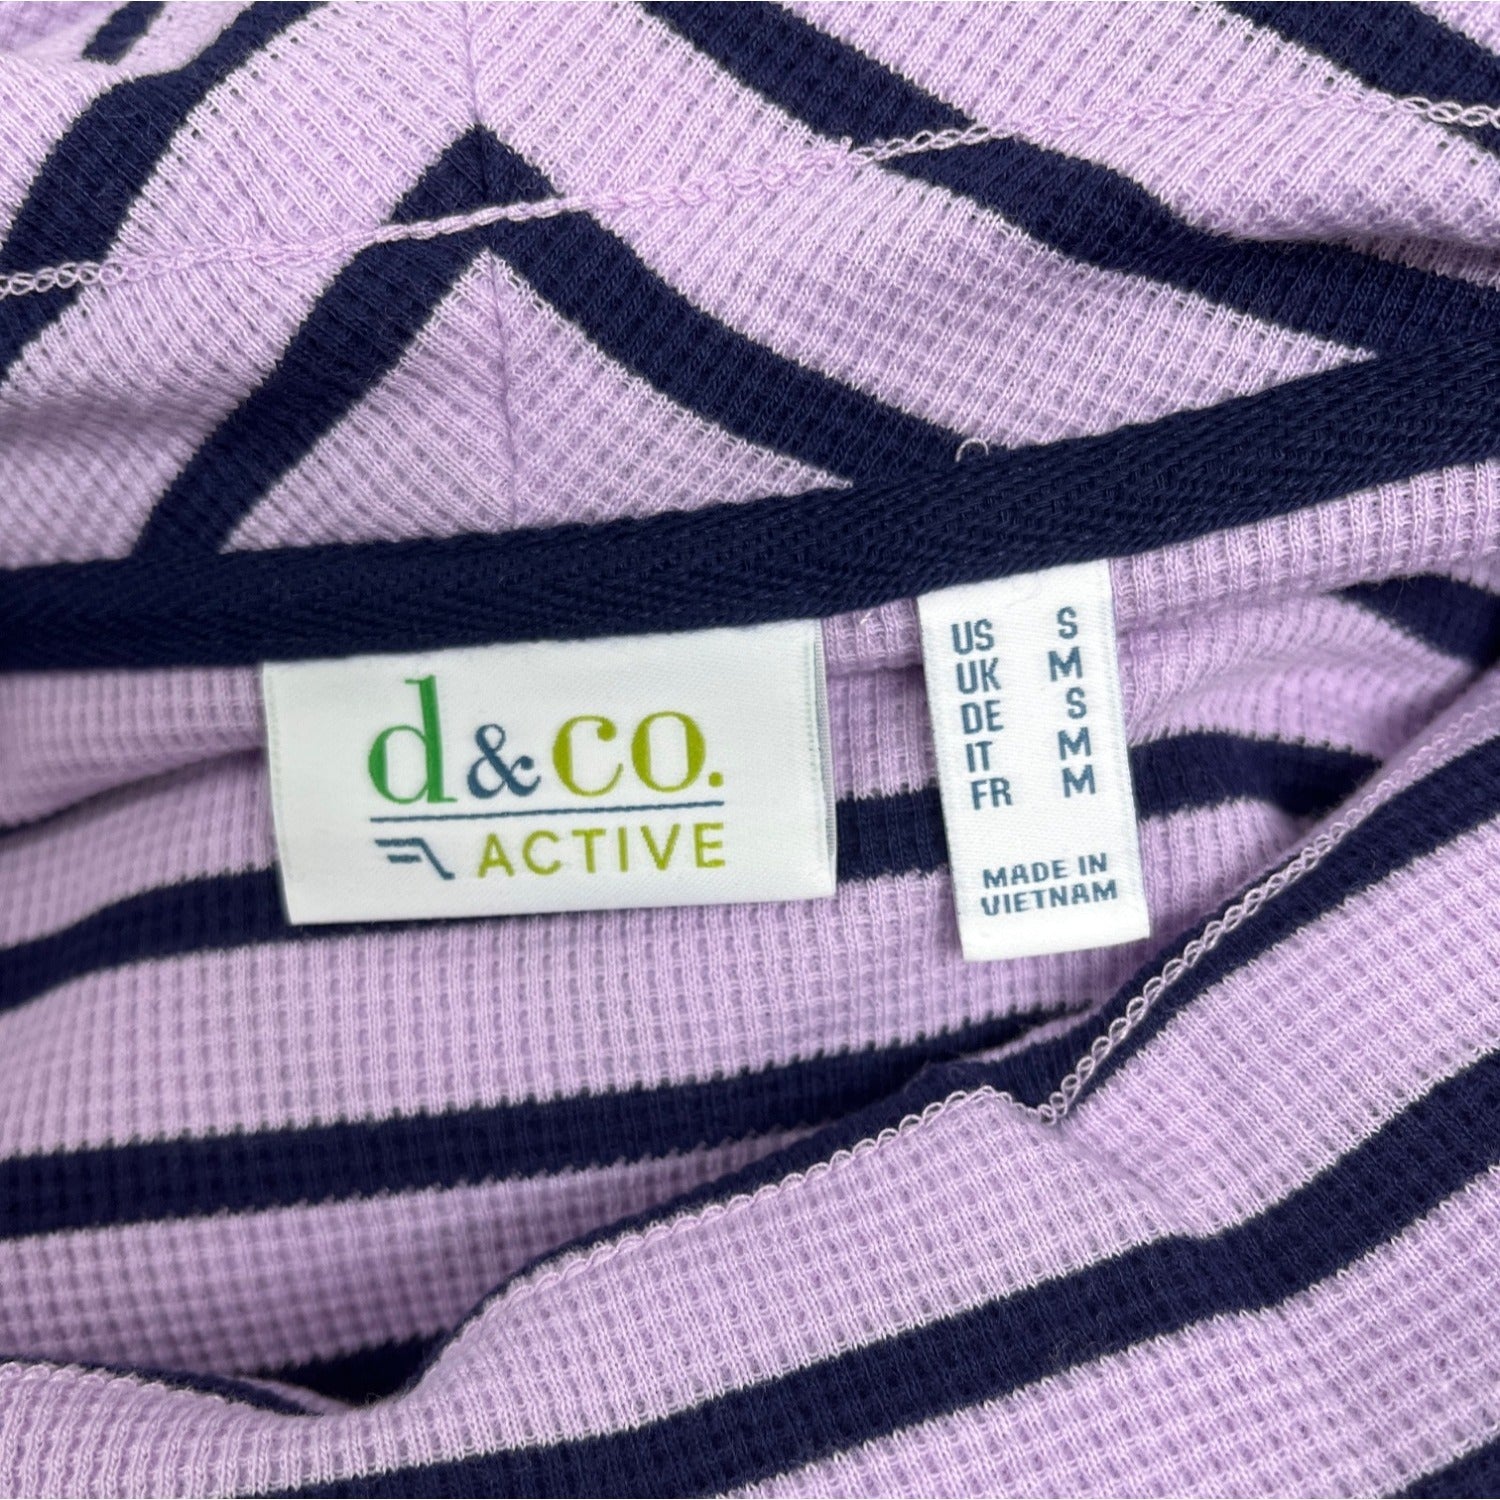 d&co.
ACTIVE
US S
UK M
DE S
IT M
FR M
MADE IN
VIETNAM